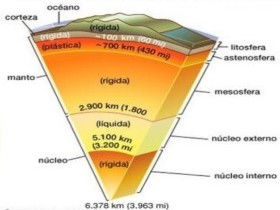 océano
corteza
(rígida)
(rígida)
~100 km (60 mi)
litosfera
(plástica)
~700 km (430 mi)
astenosfera
manto
(rígida)
mesosfera
2.900 km (1.800
(líquida)
5.100 km
(3.200 mi
núcleo externo
núcleo
(rígida)
núcleo interno
6.378 km (3.963 mi)